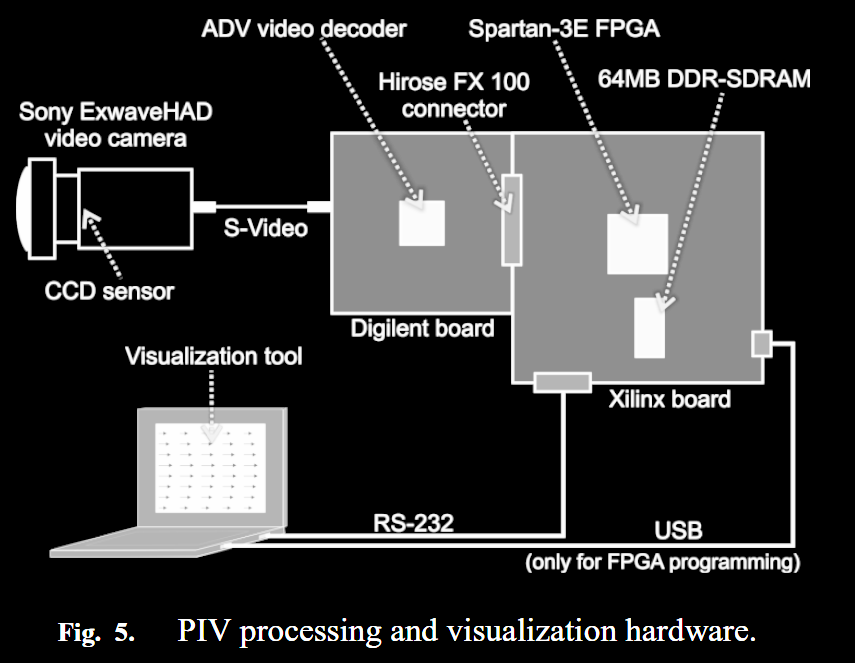 ADV video decoder
Spartan-3E FPGA
Hirose FX 100
connector
64MB DDR-SDRAM
Sony ExwaveHAD
video camera
S-Video
CCD sensor
Digilent board
Visualization tool
Xilinx board
RS-232
USB
(only for FPGA programming)
Fig. 5. PIV processing and visualization hardware.